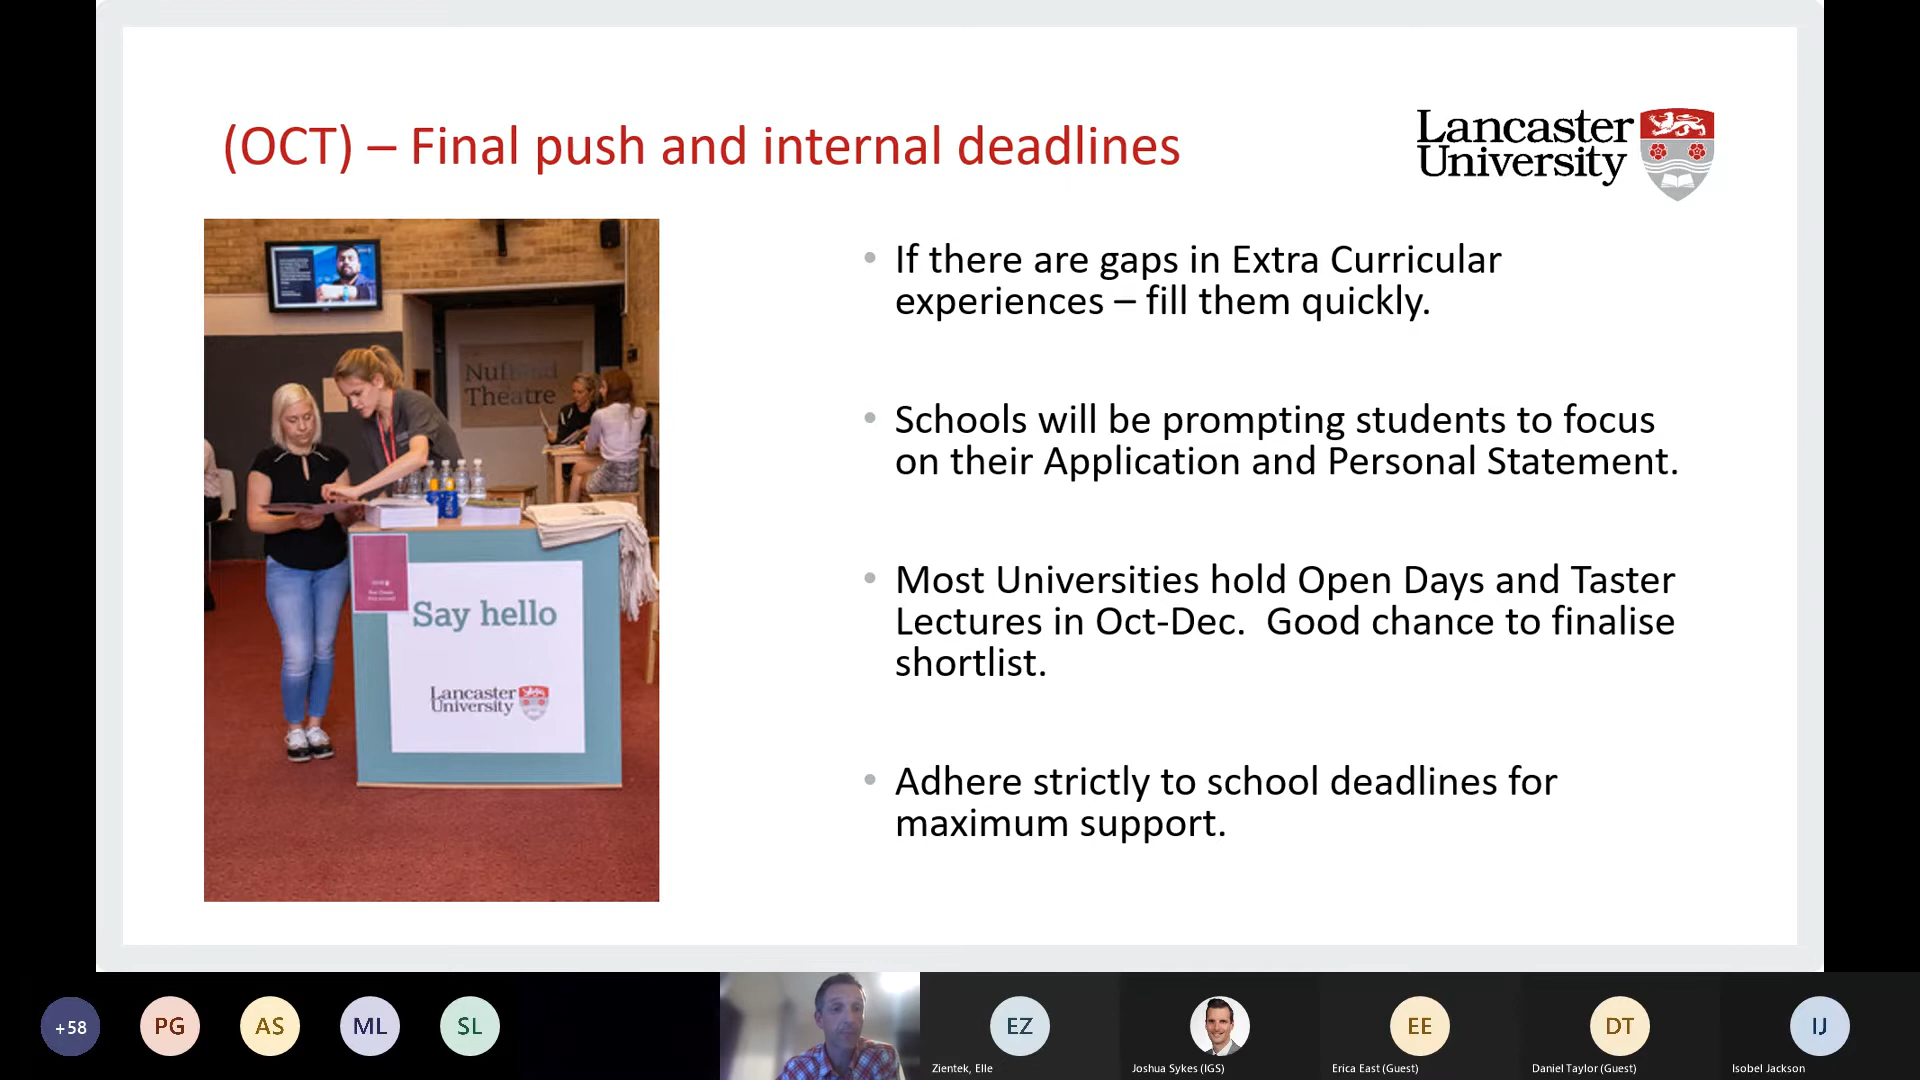 (OCT) – Final push and internal deadlines
Lancaster
University
Nuffield
Theatre
Say hello
Lancaster
University
• If there are gaps in Extra Curricular
experiences – fill them quickly.
• Schools will be prompting students to focus
on their Application and Personal Statement.
• Most Universities hold Open Days and Taster
Lectures in Oct-Dec.  Good chance to finalise
shortlist.
• Adhere strictly to school deadlines for
maximum support.
+58
PG
AS
ML
SL
EZ
Zientek, Elle
Joshua Sykes (IGS)
EE
Erica East (Guest)
DT
Daniel Taylor (Guest)
IJ
Isobel Jackson